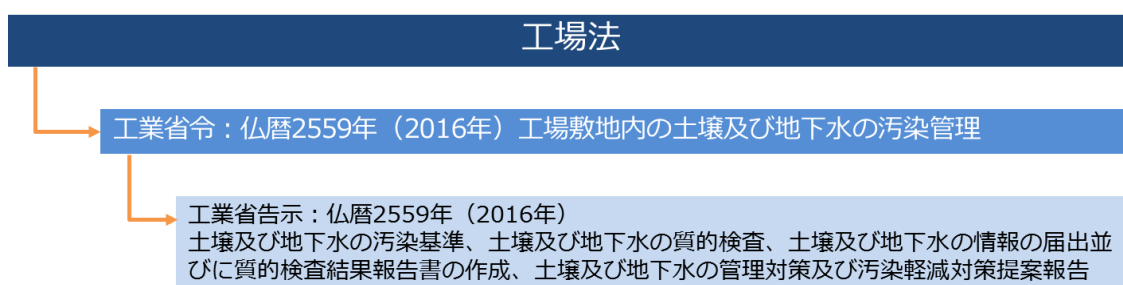 工場法
工業省令：仏暦2559年（2016年）工場敷地内の土壌及び地下水の汚染管理
工業省告示：仏暦2559年（2016年）
土壌及び地下水の汚染基準、土壌及び地下水の質的検査、土壌及び地下水の情報の届出並
びに質的検査結果報告書の作成、土壌及び地下水の管理対策及び汚染軽減対策提案報告